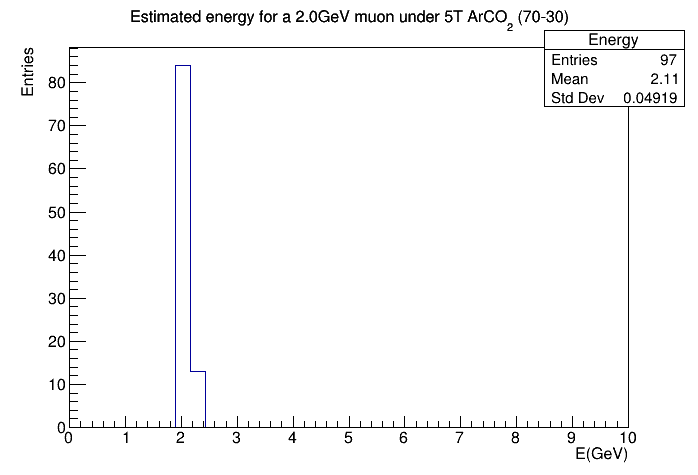 Estimated energy for a 2.0GeV muon under 5T ArCO2 (70-30)
Energy
Entries 97
Mean 2.11
Std Dev 0.04919
Entries
80
70
60
50
40
30
20
10
0
0 1 2 3 4 5 6 7 8 9 10
E(GeV)